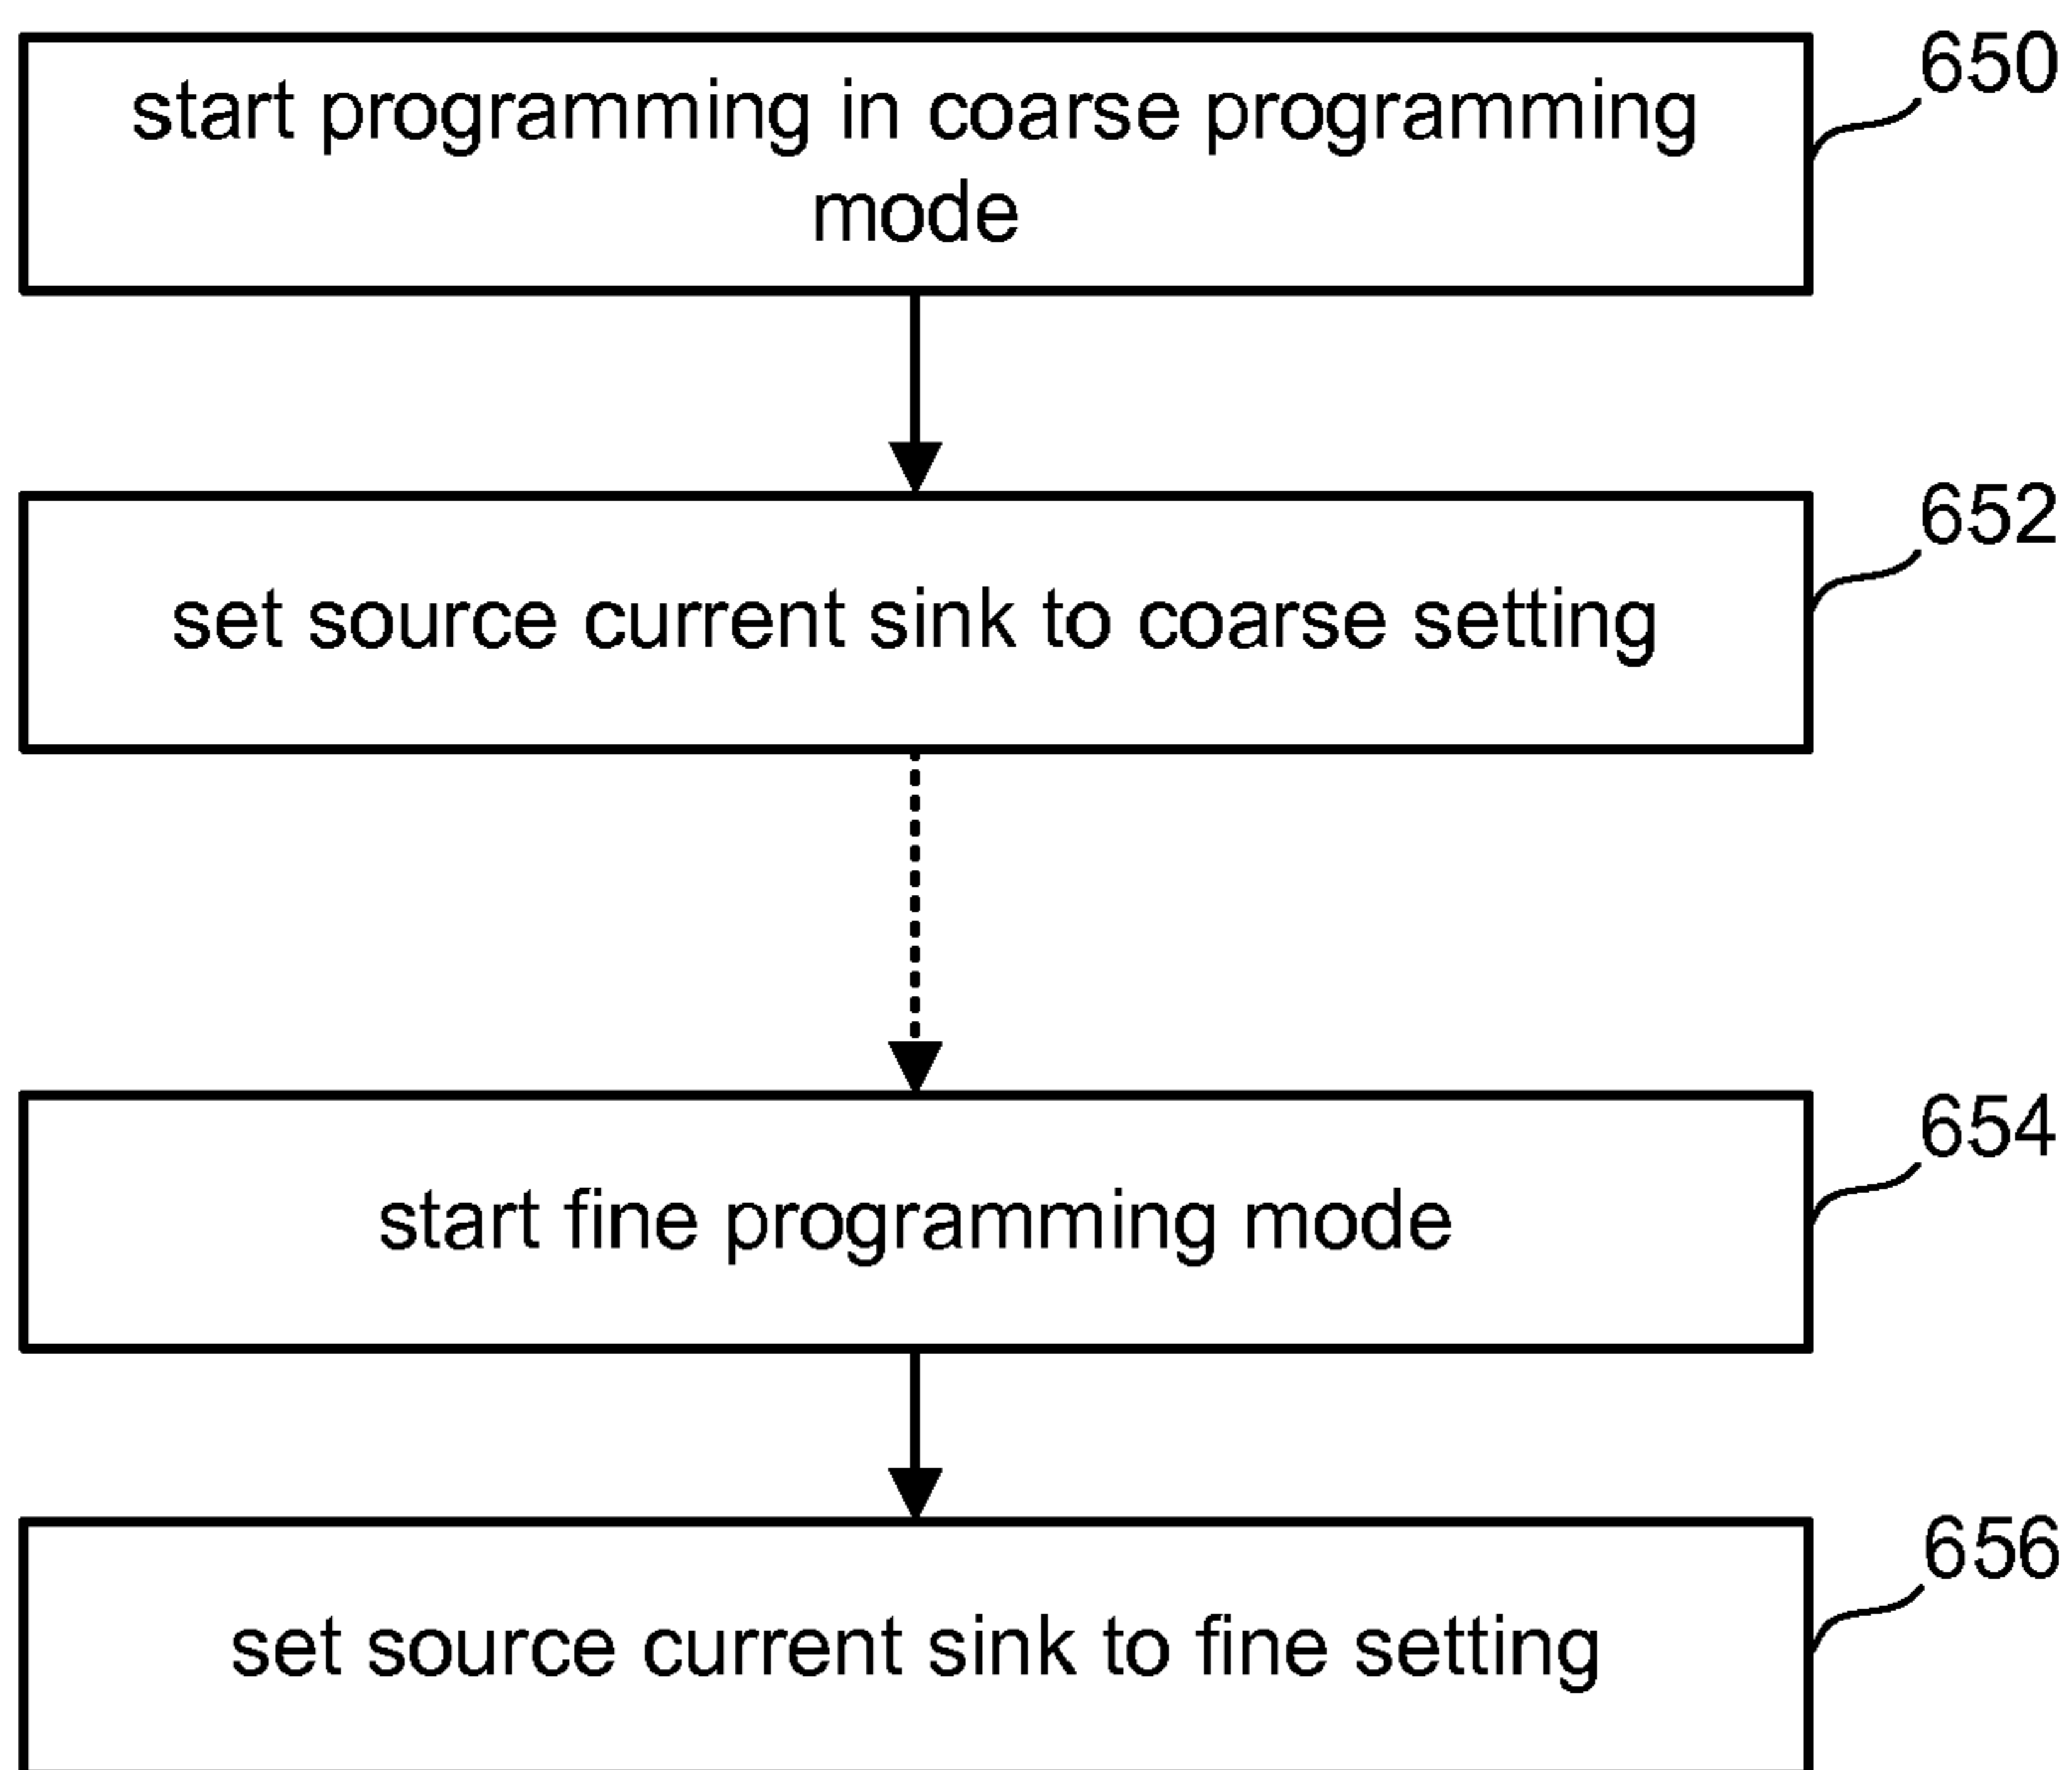 650
start programming in coarse programming
mode
652
set source current sink to coarse setting
654
start fine programming mode
656
set source current sink to fine setting